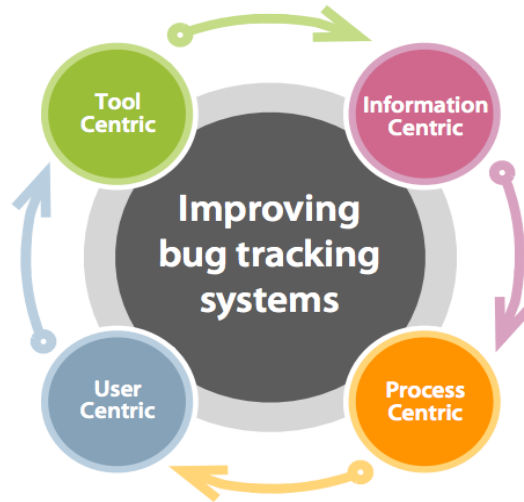 Tool
Centric
Information
Centric
Improving
bug tracking
systems
User
Centric
Process
Centric